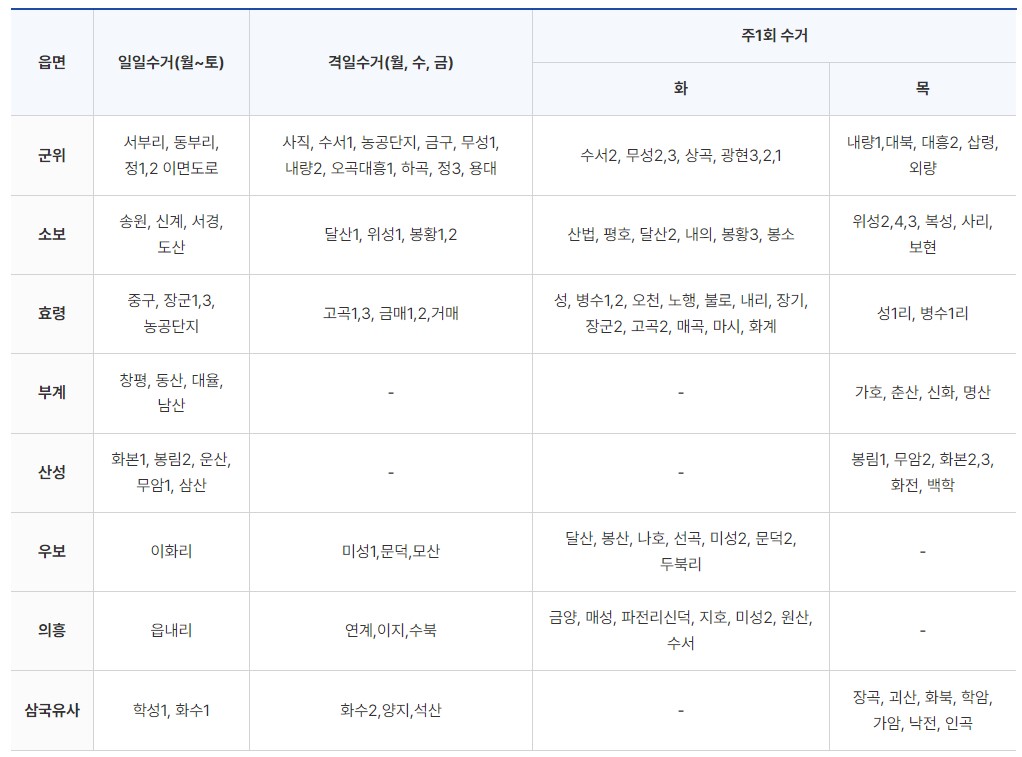 읍면
일일수거(월~토)
격일수거(월, 수, 금)
주1회 수거
화
목
군위
서부리, 동부리,
정1,2 이면도로
사직, 수서1, 농공단지, 금구, 무성1,
내량2, 오곡대흥1, 하곡, 정3, 용대
수서2, 무성2,3, 상곡, 광현3,2,1
내량1,대북, 대흥2, 삽령,
외량
소보
송원, 신계, 서경,
도산
달산1, 위성1, 봉황1,2
산법, 평호, 달산2, 내의, 봉황3, 봉소
위성2,4,3, 복성, 사리,
보현
효령
중구, 장군1,3,
농공단지
고곡1,3, 금매1,2,거매
성, 병수1,2, 오천, 노행, 불로, 내리, 장기,
장군2, 고곡2, 매곡, 마시, 화계
성1리, 병수1리
부계
창평, 동산, 대율,
남산
-
-
가호, 춘산, 신화, 명산
산성
화본1, 봉림2, 운산,
무암1, 삼산
-
-
봉림1, 무암2, 화본2,3,
화전, 백학
우보
이화리
미성1,문덕,모산
달산, 봉산, 나호, 선곡, 미성2, 문덕2,
두북리
-
의흥
읍내리
연계,이지,수북
금양, 매성, 파전리신덕, 지호, 미성2, 원산,
수서
-
삼국유사
학성1, 화수1
화수2,양지,석산
-
장곡, 괴산, 화북, 학암,
가암, 낙전, 인곡